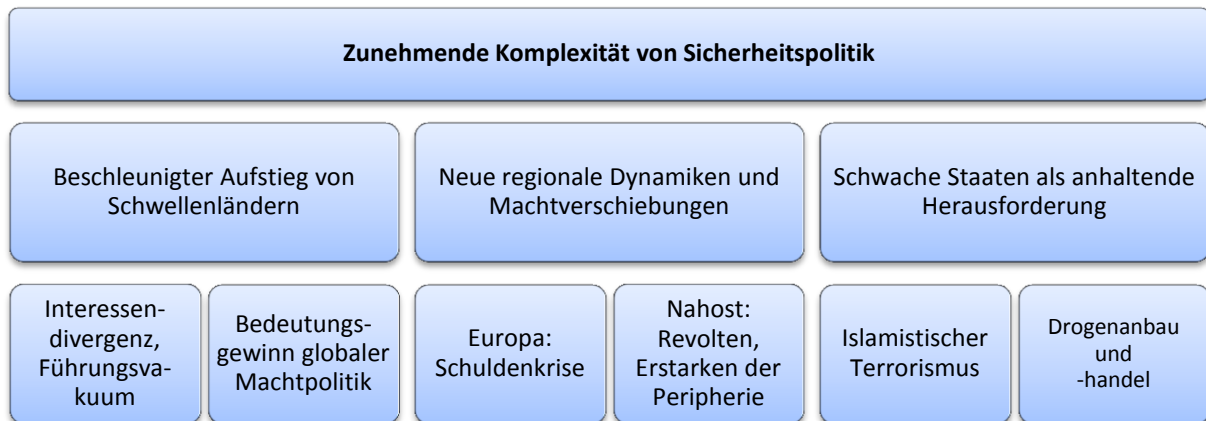 Zunehmende Komplexität von Sicherheitspolitik
Beschleunigter Aufstieg von
Schwellenländern
Neue regionale Dynamiken und
Machtverschiebungen
Schwache Staaten als anhaltende
Herausforderung
Interessen-
divergenz,
Führungsva-
kuum
Bedeutungs-
gewinn globaler
Machtpolitik
Europa:
Schuldenkrise
Nahost:
Revolten,
Erstarken der
Peripherie
Islamistischer
Terrorismus
Drogenanbau
und
-handel